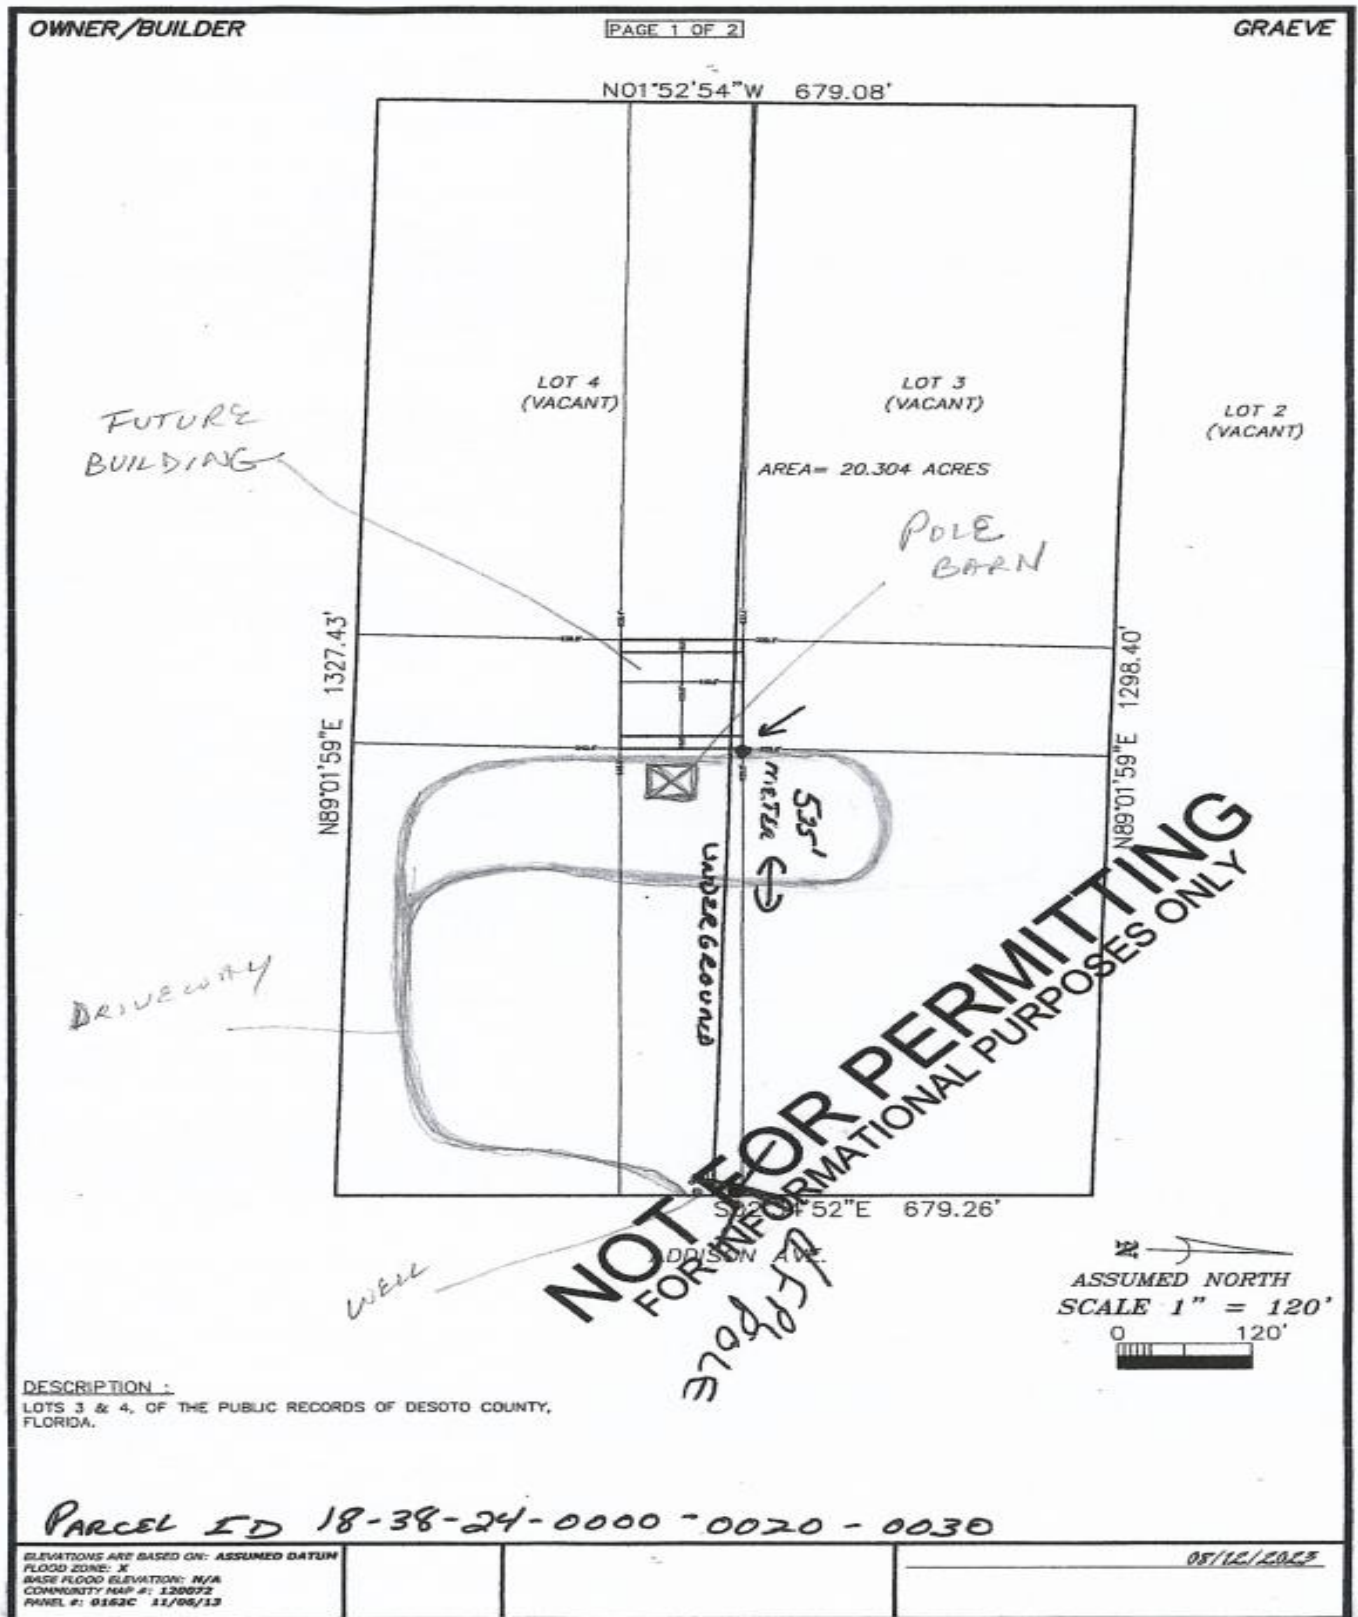 OWNER/BUILDER
PAGE 1 OF 2
GRAEVE
N01°52'54"W 679.08'
LOT 4
(VACANT)
LOT 3
(VACANT)
LOT 2
(VACANT)
FUTURE
BUILDING
AREA= 20.304 ACRES
POLE
BARN
N89°01'59"E 1327.43'
N89°01'59"E 1298.40'
METER
535'
UNDERGROUND
DRIVEWAY
NOT FOR PERMITTING
FOR INFORMATIONAL PURPOSES ONLY
52"E 679.26'
ADDISON AVE.
WELL
POLE
N
ASSUMED NORTH
SCALE 1" = 120'
0 120'
DESCRIPTION :
LOTS 3 & 4, OF THE PUBLIC RECORDS OF DESOTO COUNTY,
FLORIDA.
PARCEL ID 18-38-24-0000-0020-0030
ELEVATIONS ARE BASED ON: ASSUMED DATUM
FLOOD ZONE: X
BASE FLOOD ELEVATION: N/A
COMMUNITY MAP #: 120072
PANEL #: 0162C 11/06/13